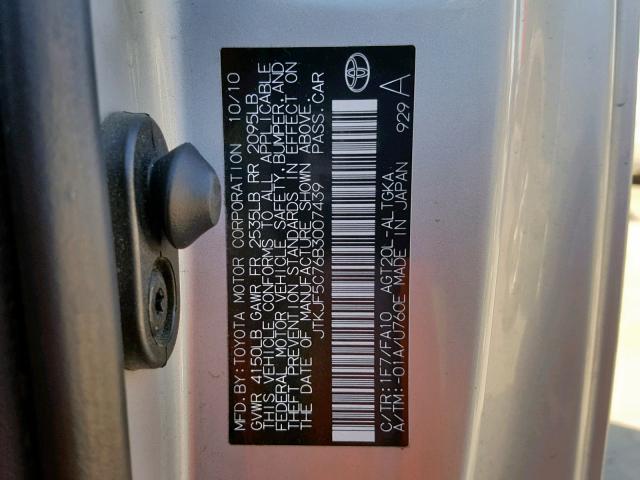 MFD. BY: TOYOTA MOTOR CORPORATION 10/10
GVWR 4150LB GAWR FR 2535LB RR 2095LB
THIS VEHICLE CONFORMS TO ALL APPLICABLE
FEDERAL MOTOR VEHICLE SAFETY, BUMPER, AND
THEFT PREVENTION STANDARDS IN EFFECT ON
THE DATE OF MANUFACTURE SHOWN ABOVE.
JTKJF5C76B3007439 PASS. CAR
C/TR: 1F7/FA10 AGT20L-ALTGKA
A/TM: -01A/U760E MADE IN JAPAN 929 A